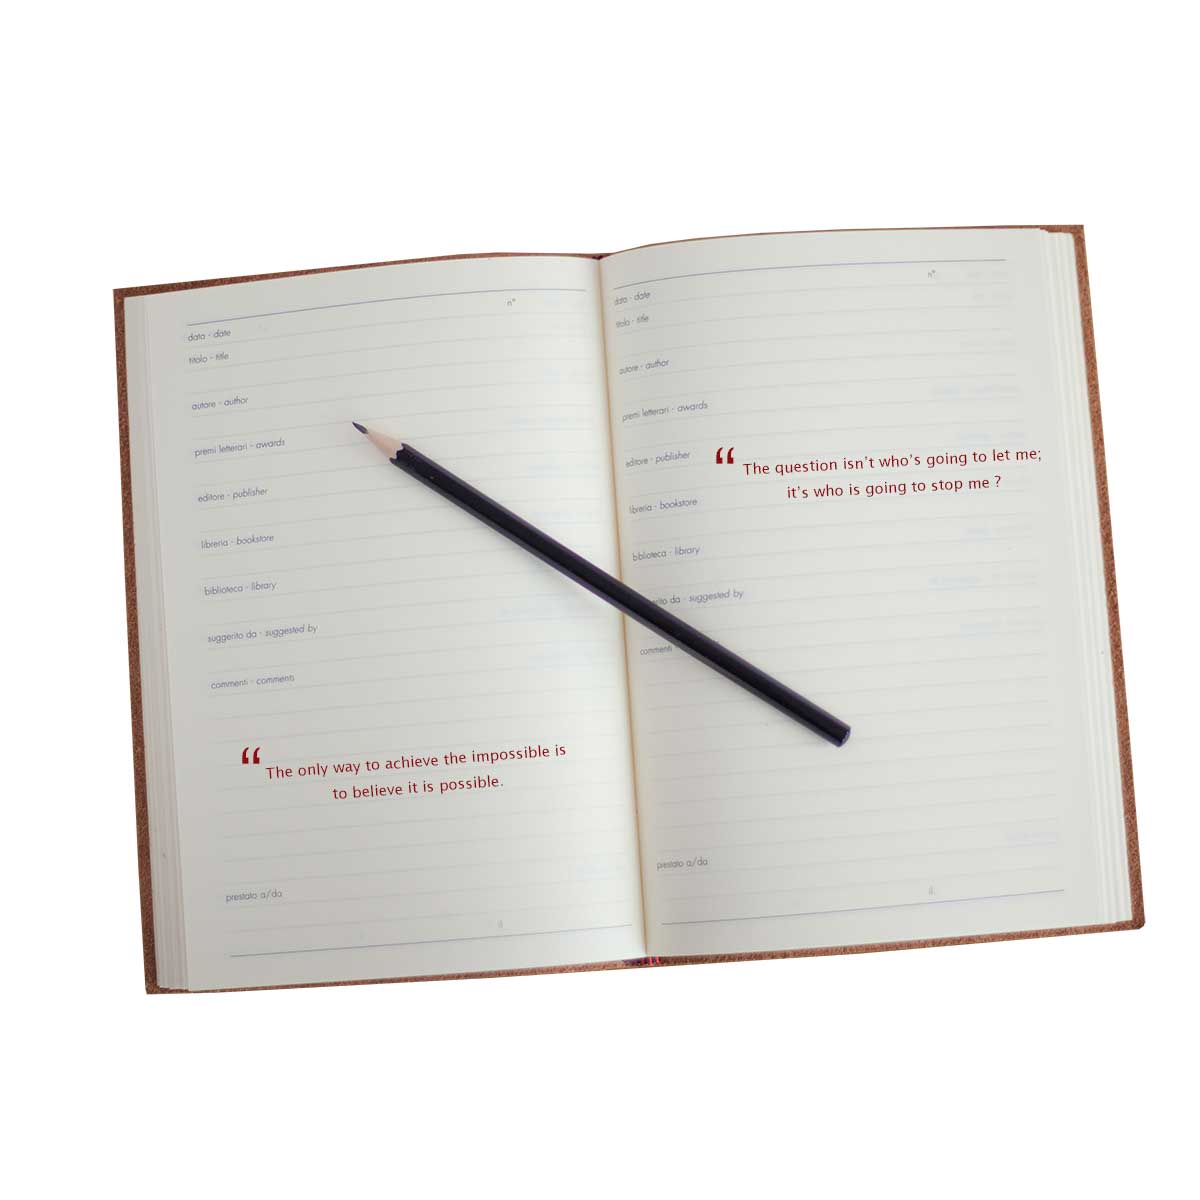 n°
data - date
titolo - title
autore - author
premi letterari - awards
editore - publisher
libreria - bookstore
biblioteca - library
suggerito da - suggested by
commenti - commenti
“ The only way to achieve the impossible is
to believe it is possible.
prestato a/da
il
n°
data - date
titolo - title
autore - author
premi letterari - awards
editore - publisher
“ The question isn't who's going to let me;
it's who is going to stop me ?
libreria - bookstore
biblioteca - library
da - suggested by
commenti -
prestato a/da
il